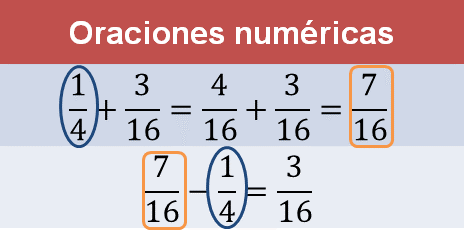 Oraciones numéricas
1/4 + 3/16 = 4/16 + 3/16 = 7/16
7/16 − 1/4 = 3/16